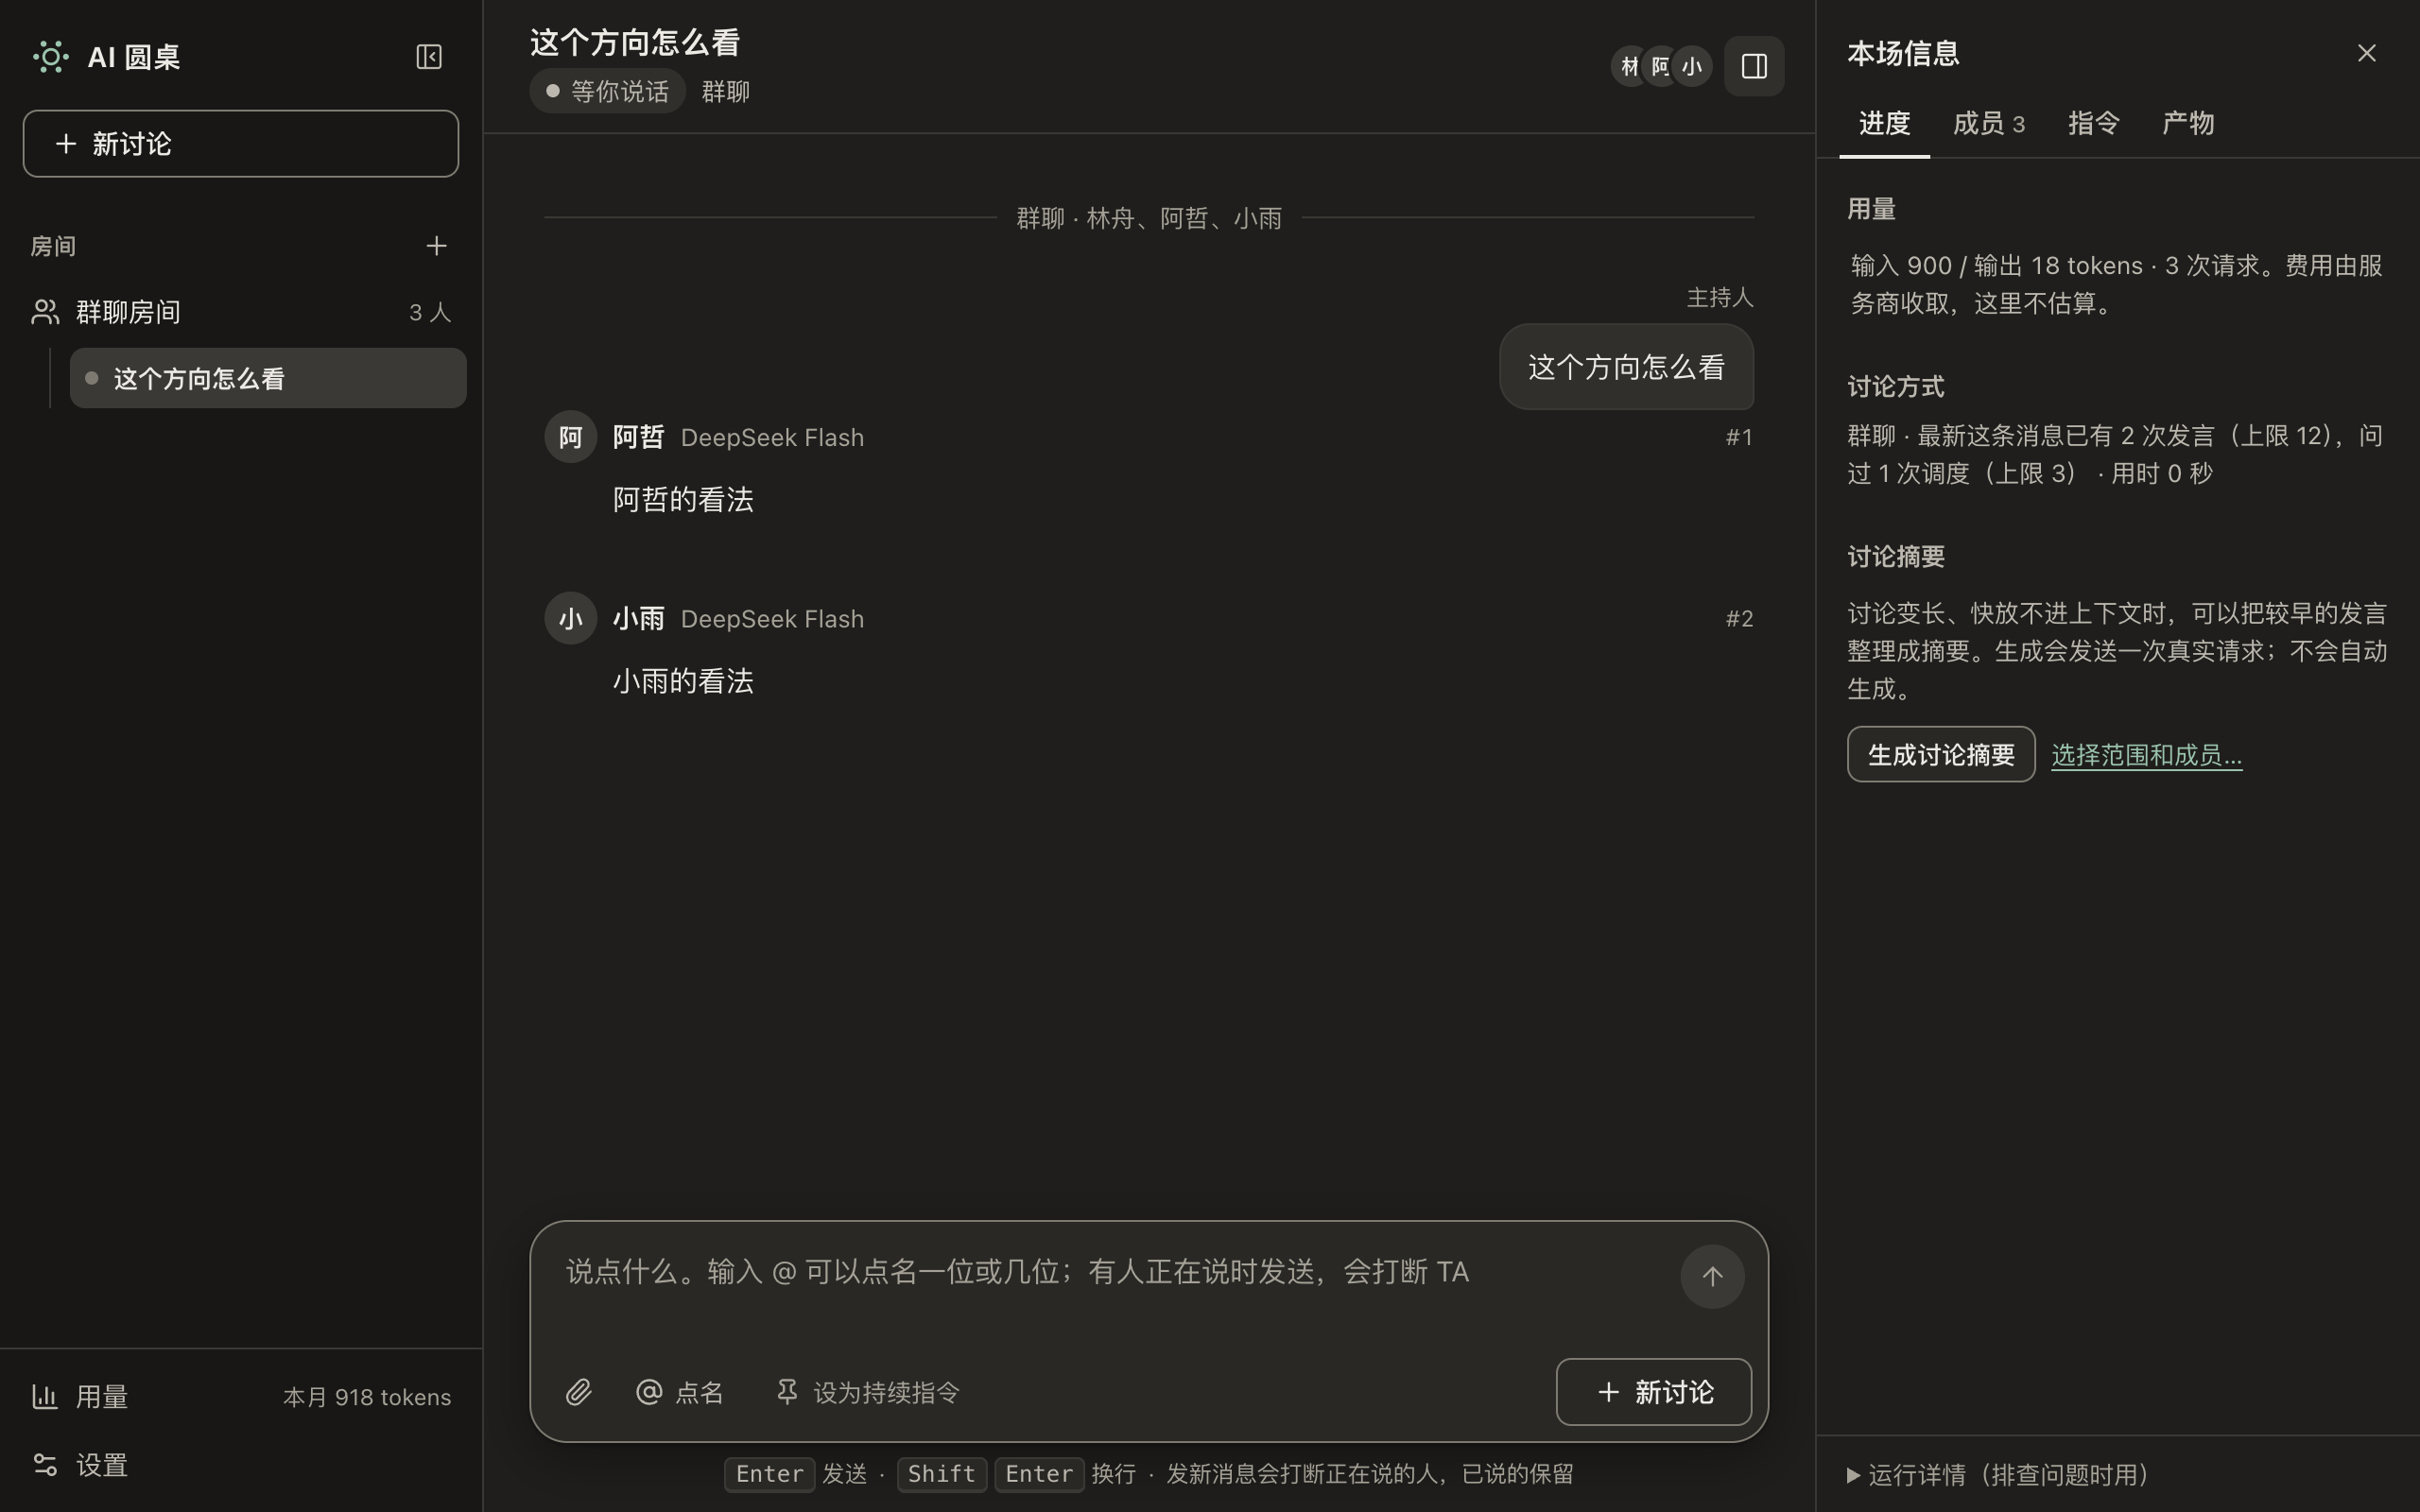 AI 圆桌
新讨论
房间
群聊房间
3 人
这个方向怎么看
用量
本月 918 tokens
设置
这个方向怎么看
等你说话
群聊
林
阿
小
群聊 · 林舟、阿哲、小雨
主持人
这个方向怎么看
阿
阿哲 DeepSeek Flash
#1
阿哲的看法
小
小雨 DeepSeek Flash
#2
小雨的看法
说点什么。输入 @ 可以点名一位或几位；有人正在说时发送，会打断 TA
点名
设为持续指令
新讨论
Enter 发送 · Shift Enter 换行 · 发新消息会打断正在说的人，已说的保留
本场信息
进度
成员 3
指令
产物
用量
输入 900 / 输出 18 tokens · 3 次请求。费用由服
务商收取，这里不估算。
讨论方式
群聊 · 最新这条消息已有 2 次发言（上限 12），问
过 1 次调度（上限 3） · 用时 0 秒
讨论摘要
讨论变长、快放不进上下文时，可以把较早的发言
整理成摘要。生成会发送一次真实请求；不会自动
生成。
生成讨论摘要
选择范围和成员…
运行详情（排查问题时用）